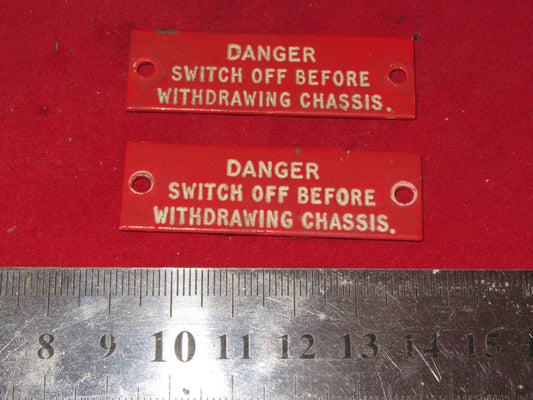 DANGER
SWITCH OFF BEFORE
WITHDRAWING CHASSIS.
DANGER
SWITCH OFF BEFORE
WITHDRAWING CHASSIS.
8 9 10 11 12 13 14 15